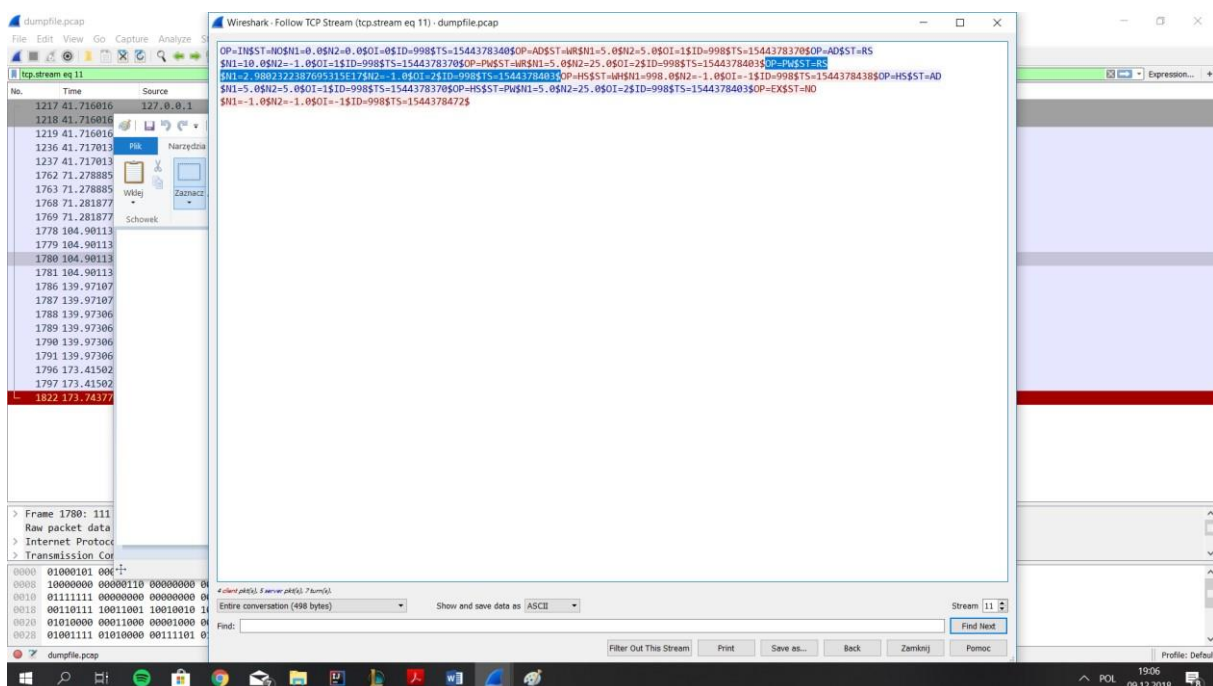 dumpfile.pcap
Wireshark · Follow TCP Stream (tcp.stream eq 11) · dumpfile.pcap
File Edit View Go Capture Analyze
tcp.stream eq 11
Expression... +
OP=IN$ST=NO$N1=0.0$N2=0.0$OI=0$ID=998$TS=1544378340$OP=AD$ST=WR$N1=5.0$N2=5.0$OI=1$ID=998$TS=1544378370$OP=AD$ST=RS
$N1=10.0$N2=-1.0$OI=1$ID=998$TS=1544378370$OP=PW$ST=WR$N1=5.0$N2=25.0$OI=2$ID=998$TS=1544378403$OP=PW$ST=RS
$N1=2.9802322387695315E17$N2=-1.0$OI=2$ID=998$TS=1544378403$OP=HS$ST=WH$N1=998.0$N2=-1.0$OI=-1$ID=998$TS=1544378438$OP=HS$ST=AD
$N1=5.0$N2=5.0$OI=1$ID=998$TS=1544378370$OP=HS$ST=PW$N1=5.0$N2=25.0$OI=2$ID=998$TS=1544378403$OP=EX$ST=NO
$N1=-1.0$N2=-1.0$OI=-1$ID=998$TS=1544378472$
No. Time Source
1217 41.716016 127.0.0.1
1218 41.716016
1219 41.716016
1236 41.717013
1237 41.717013
1762 71.278885
1763 71.278885
1768 71.281877
1769 71.281877
1778 104.90113
1779 104.90113
1780 104.90113
1781 104.90113
1786 139.97107
1787 139.97107
1788 139.97306
1789 139.97306
1790 139.97306
1791 139.97306
1796 173.41502
1797 173.41502
1822 173.74377
Plik Narzędzia
Wklej Zaznacz
Schowek
Frame 1780: 111
Raw packet data
Internet Protoco
Transmission Con
0000 01000101
0008 10000000 00000110 00000000
0010 01111111 00000000 00000000
0018 00110111 10011001 10010010
0020 01010000 00011000 00001000
0028 01001111 01010000 00111101
4 client pkt(s), 5 server pkt(s), 7 turn(s).
Entire conversation (498 bytes) Show and save data as ASCII Stream 11
Find: Find Next
Filter Out This Stream Print Save as... Back Zamknij Pomoc
dumpfile.pcap Profile: Defaul
POL 19:06
09.12.2018